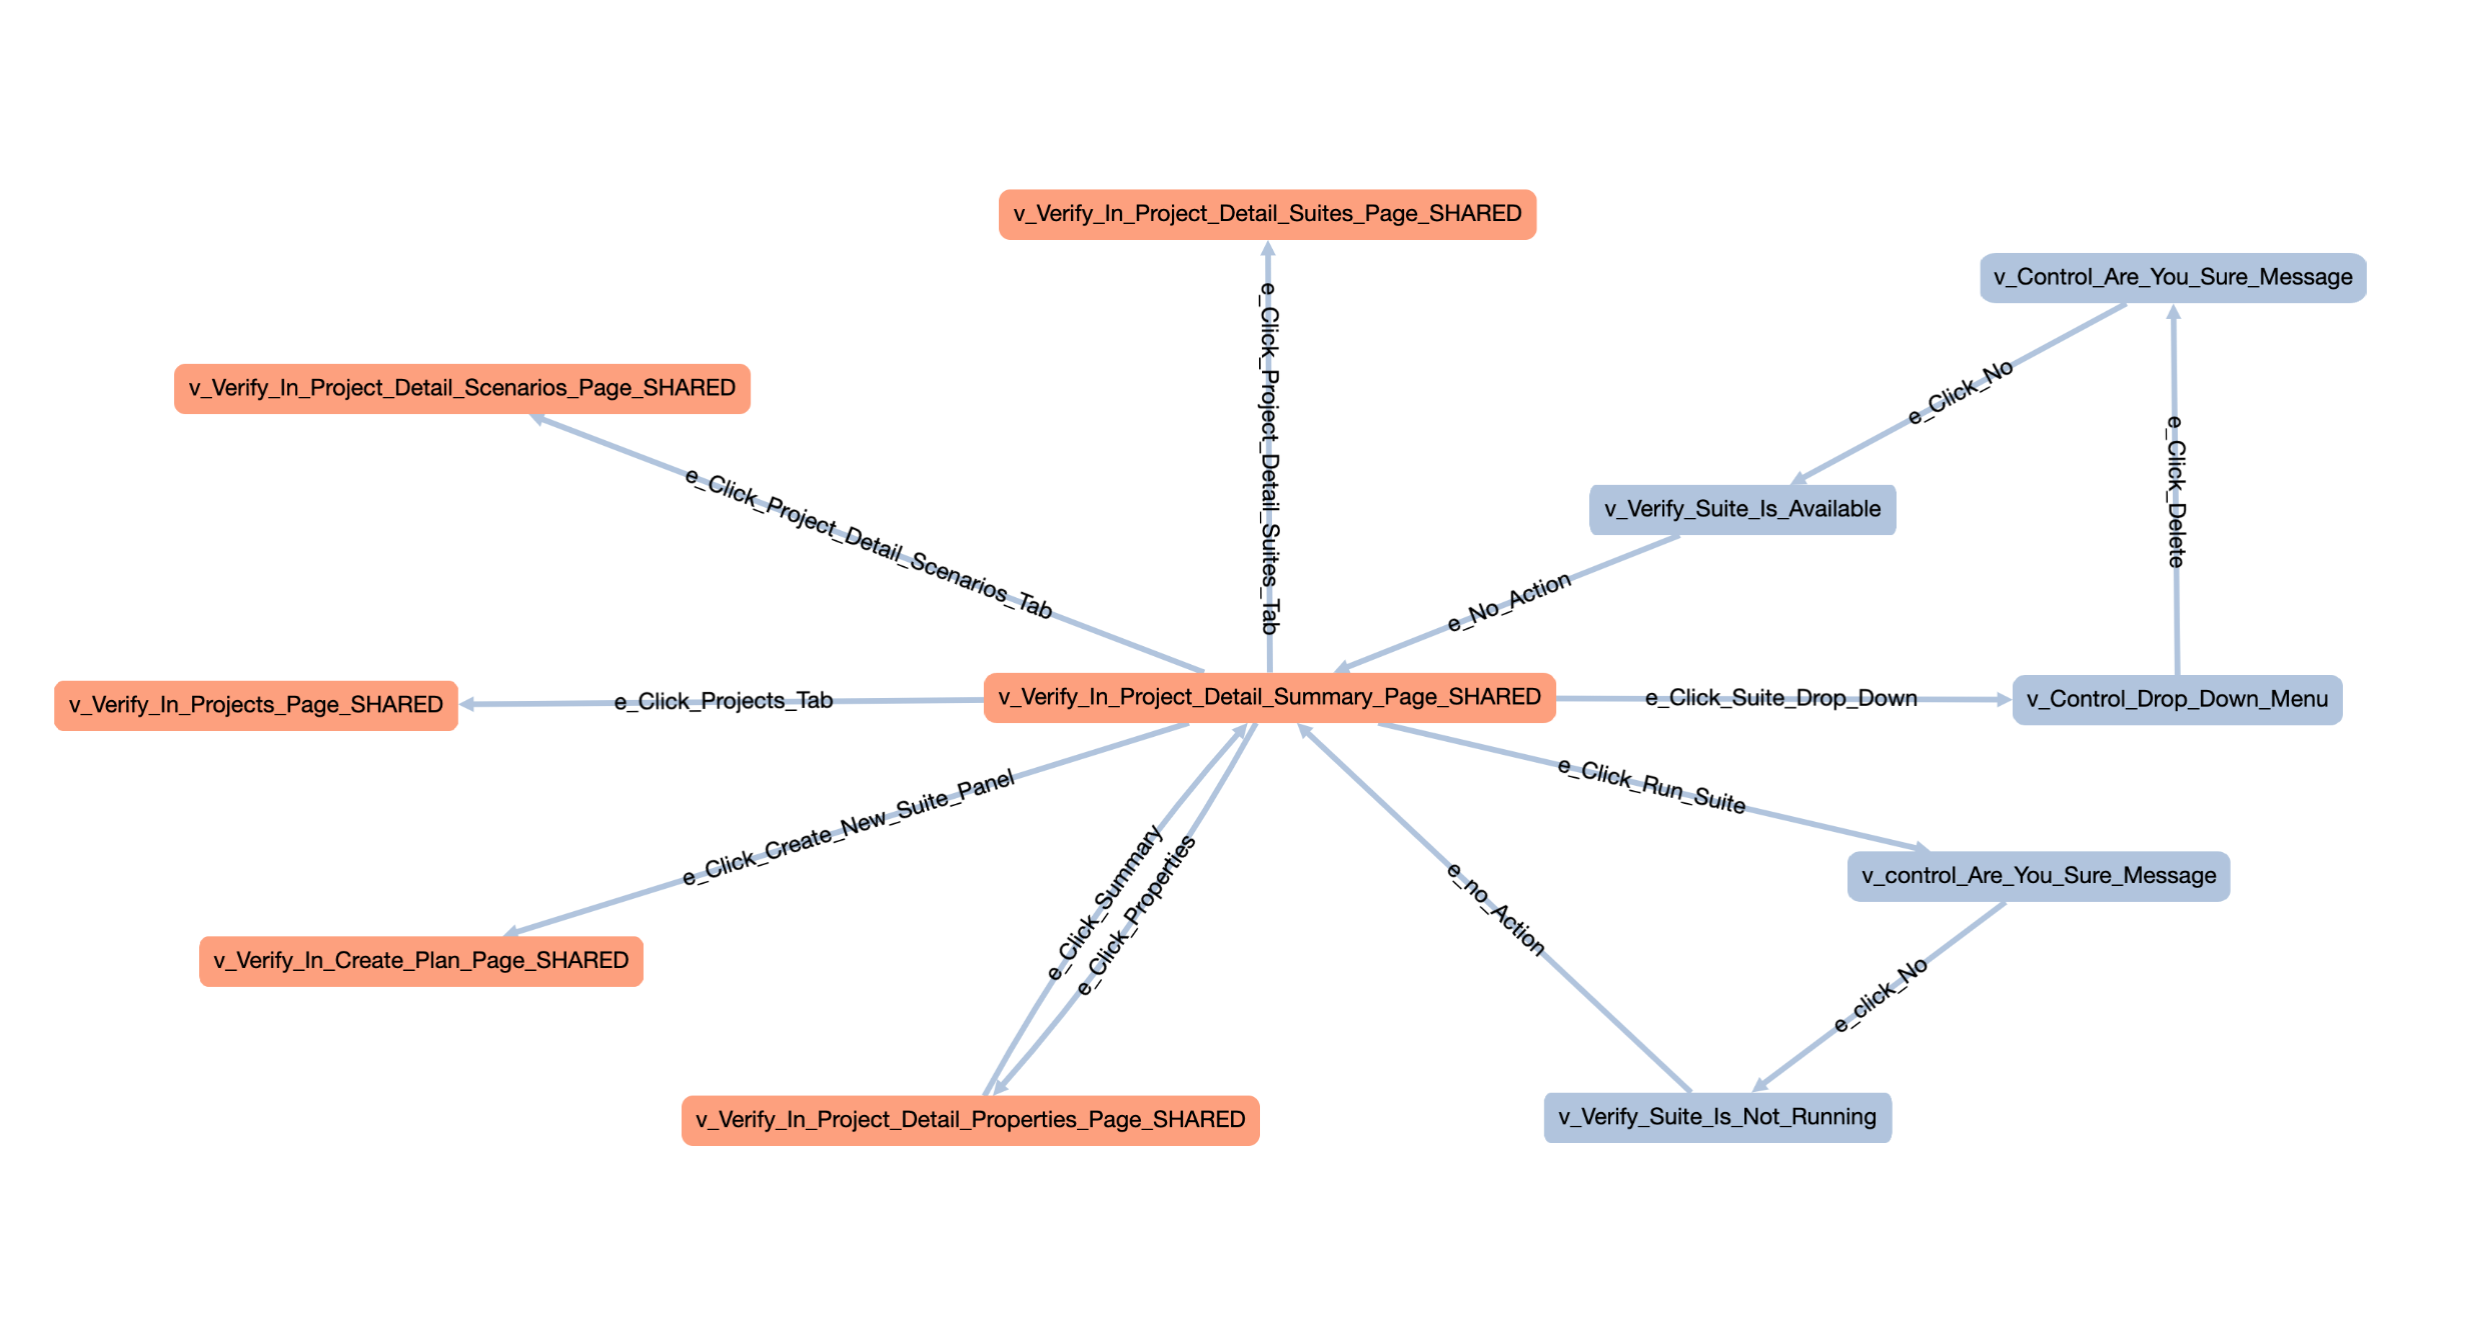 v_Verify_In_Project_Detail_Suites_Page_SHARED
v_Control_Are_You_Sure_Message
e_Click_Project_Detail_Suites_Tab
e_Click_No
v_Verify_In_Project_Detail_Scenarios_Page_SHARED
e_Click_Delete
e_Click_Project_Detail_Scenarios_Tab
v_Verify_Suite_Is_Available
e_No_Action
v_Verify_In_Projects_Page_SHARED
e_Click_Projects_Tab
v_Verify_In_Project_Detail_Summary_Page_SHARED
e_Click_Suite_Drop_Down
v_Control_Drop_Down_Menu
e_Click_Run_Suite
e_Click_Create_New_Suite_Panel
e_Click_Summary
e_Click_Properties
e_no_Action
v_control_Are_You_Sure_Message
v_Verify_In_Create_Plan_Page_SHARED
e_click_No
v_Verify_In_Project_Detail_Properties_Page_SHARED
v_Verify_Suite_Is_Not_Running